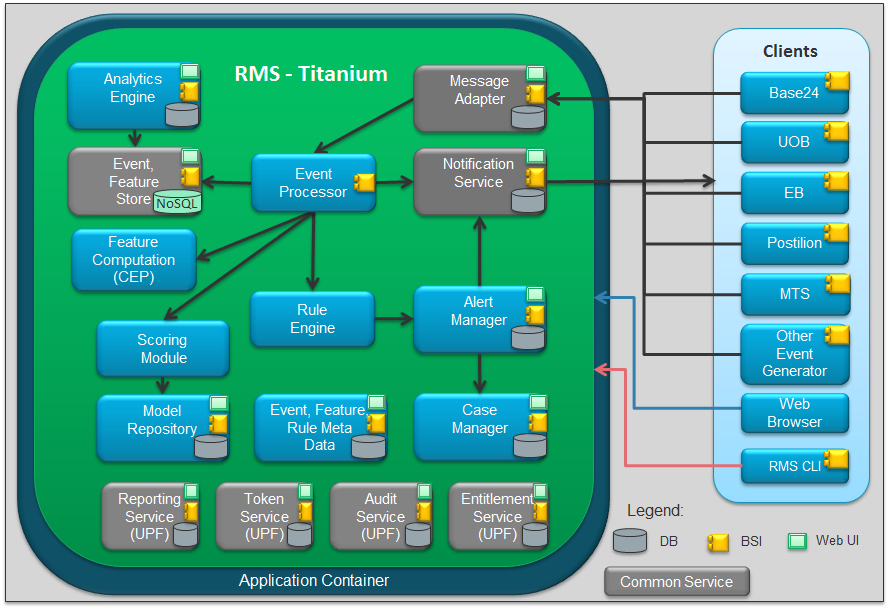 RMS - Titanium
Clients
Analytics
Engine
Message
Adapter
Base24
UOB
Event,
Feature
Store
NoSQL
Event
Processor
Notification
Service
EB
Feature
Computation
(CEP)
Postilion
Rule
Engine
Alert
Manager
MTS
Scoring
Module
Other
Event
Generator
Model
Repository
Event, Feature
Rule Meta
Data
Case
Manager
Web
Browser
RMS CLI
Reporting
Service
(UPF)
Token
Service
(UPF)
Audit
Service
(UPF)
Entitlement
Service
(UPF)
Legend:
DB
BSI
Web UI
Application Container
Common Service